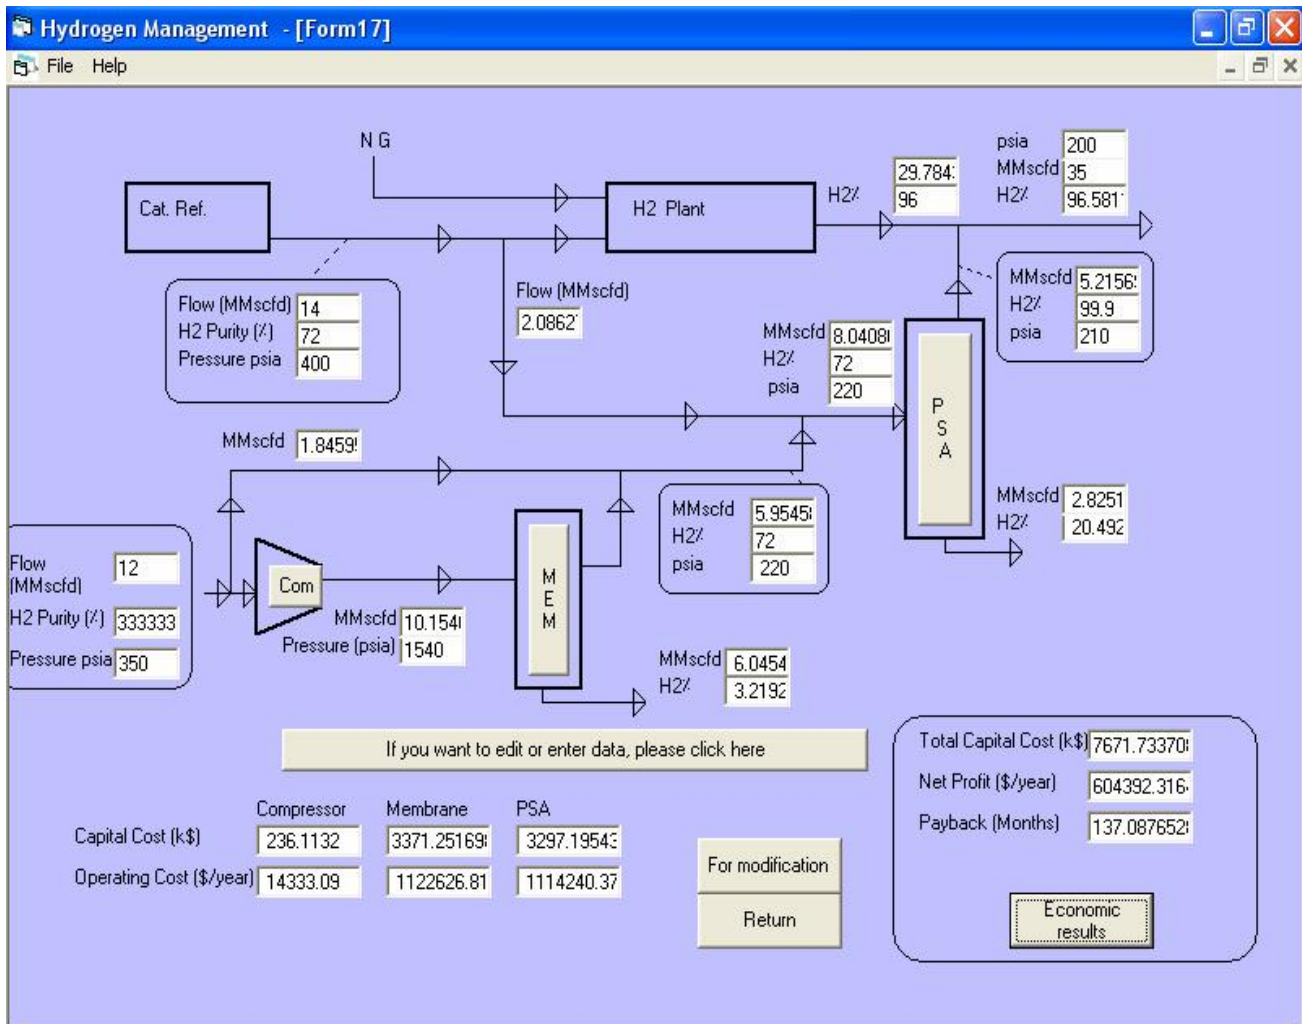 Hydrogen Management - [Form17]
File Help
N G
Cat. Ref.
H2 Plant
H2%
29.784
96
psia 200
MMscfd 35
H2% 96.581
Flow (MMscfd) 14
H2 Purity (%) 72
Pressure psia 400
Flow (MMscfd)
2.0862
MMscfd 8.0408
H2% 72
psia 220
MMscfd 5.2156
H2% 99.9
psia 210
P
S
A
MMscfd 1.8459
MMscfd 5.9545
H2% 72
psia 220
MMscfd 2.8251
H2% 20.492
Flow
(MMscfd) 12
H2 Purity (%) 333333
Pressure psia 350
Com
MMscfd 10.154
Pressure (psia) 1540
M
E
M
MMscfd 6.0454
H2% 3.2192
If you want to edit or enter data, please click here
Compressor Membrane PSA
Capital Cost (k$) 236.1132 3371.25169 3297.1954
Operating Cost ($/year) 14333.09 1122626.81 1114240.37
For modification
Return
Total Capital Cost (k$) 7671.73370
Net Profit ($/year) 604392.316
Payback (Months) 137.087652
Economic
results